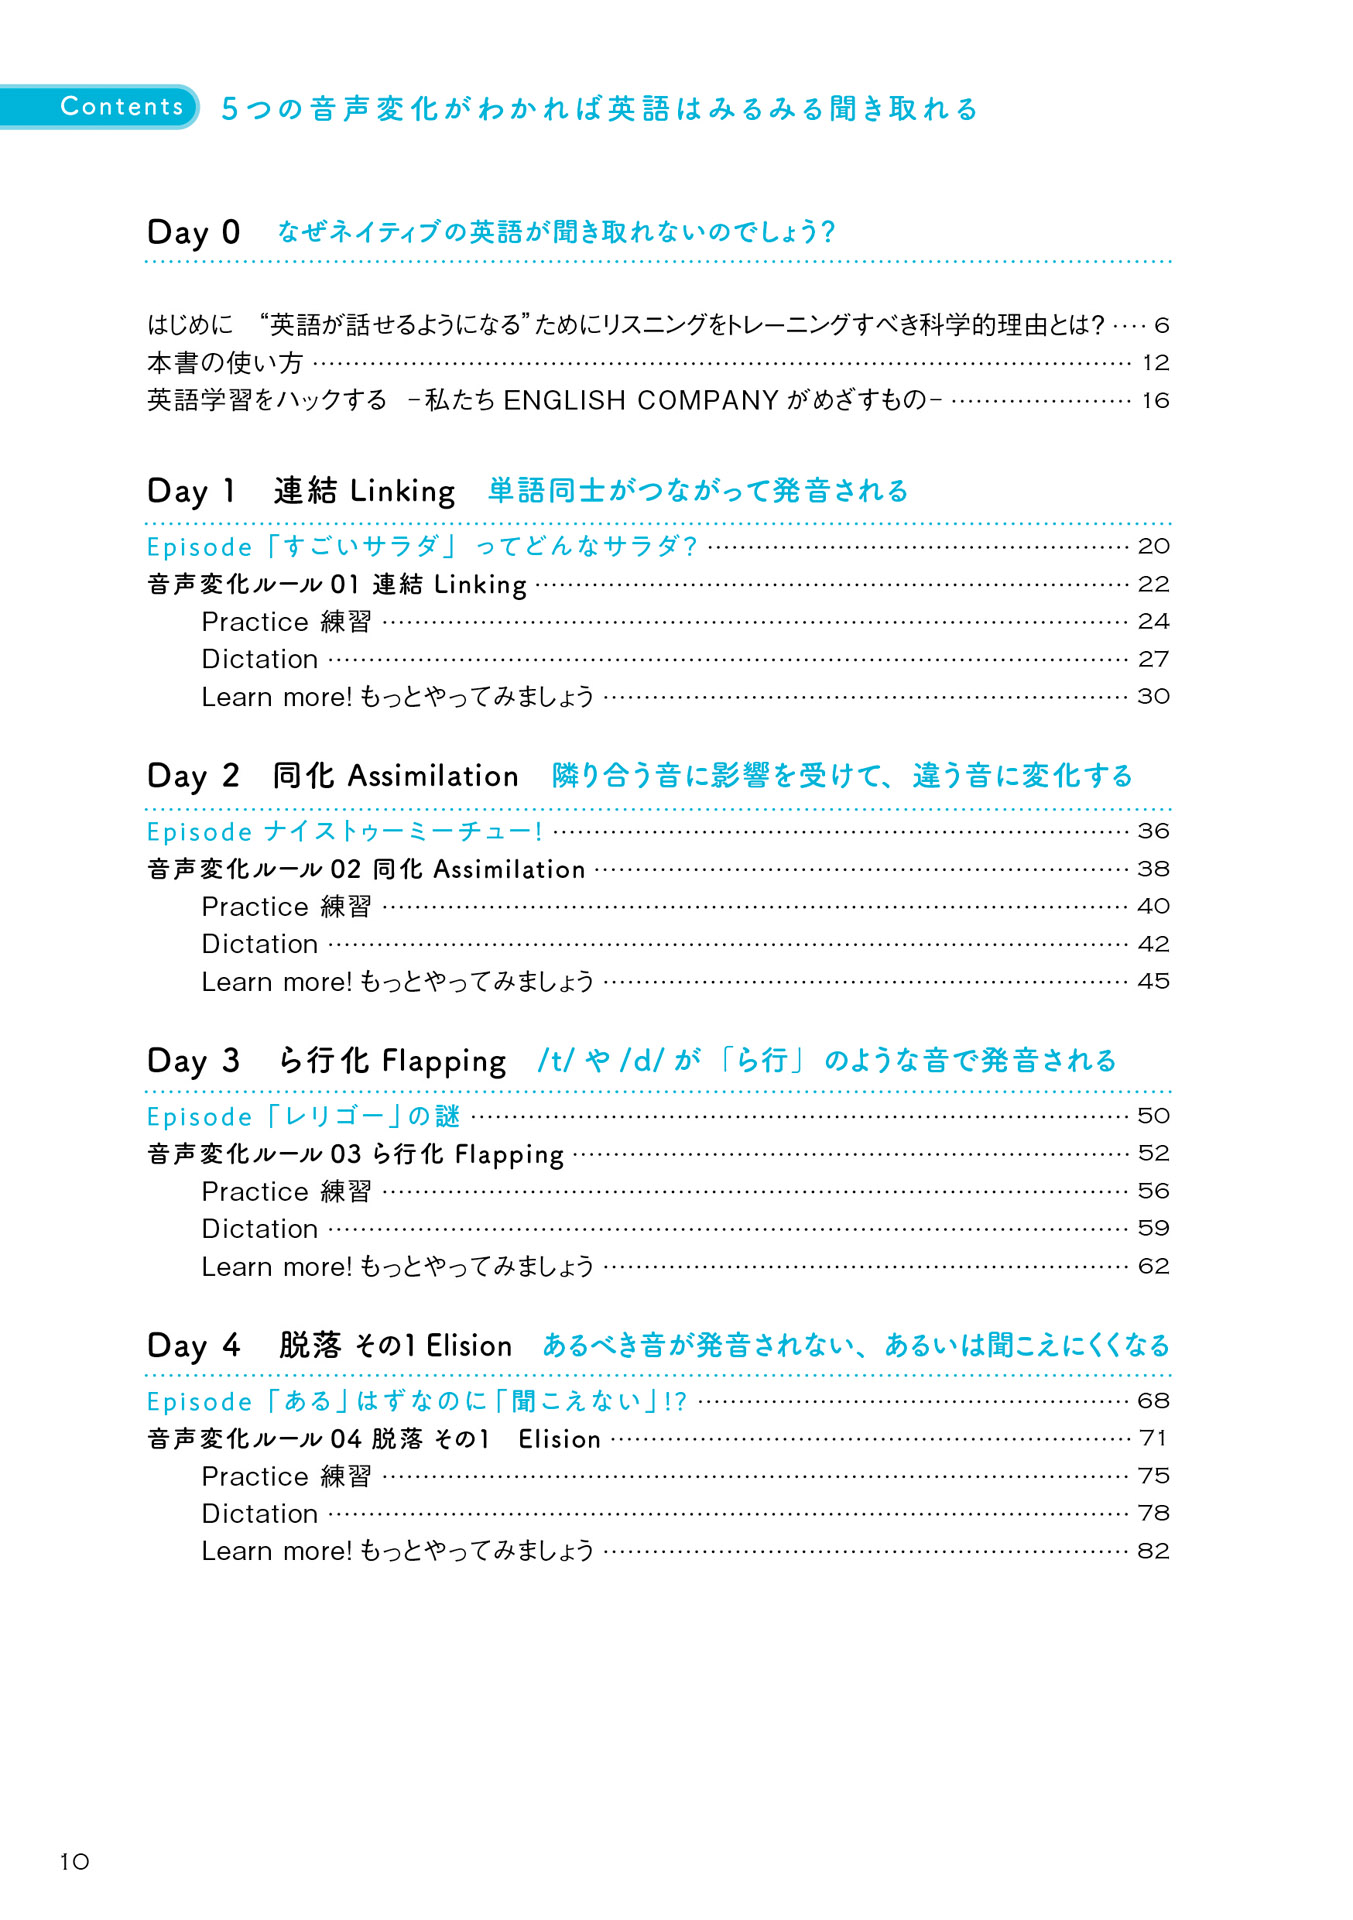 Contents 5つの音声変化がわかれば英語はみるみる聞き取れる
Day 0 なぜネイティブの英語が聞き取れないのでしょう?
はじめに “英語が話せるようになる”ためにリスニングをトレーニングすべき科学的理由とは? ···· 6
本書の使い方 ···· 12
英語学習をハックする －私たち ENGLISH COMPANY がめざすもの－ ···· 16
Day 1 連結 Linking 単語同士がつながって発音される
Episode「すごいサラダ」ってどんなサラダ? ···· 20
音声変化ルール 01 連結 Linking ···· 22
Practice 練習 ···· 24
Dictation ···· 27
Learn more! もっとやってみましょう ···· 30
Day 2 同化 Assimilation 隣り合う音に影響を受けて、違う音に変化する
Episode ナイストゥーミーチュー! ···· 36
音声変化ルール 02 同化 Assimilation ···· 38
Practice 練習 ···· 40
Dictation ···· 42
Learn more! もっとやってみましょう ···· 45
Day 3 ら行化 Flapping /t/ や /d/ が「ら行」のような音で発音される
Episode「レリゴー」の謎 ···· 50
音声変化ルール 03 ら行化 Flapping ···· 52
Practice 練習 ···· 56
Dictation ···· 59
Learn more! もっとやってみましょう ···· 62
Day 4 脱落 その1 Elision あるべき音が発音されない、あるいは聞こえにくくなる
Episode「ある」はずなのに「聞こえない」!? ···· 68
音声変化ルール 04 脱落 その1 Elision ···· 71
Practice 練習 ···· 75
Dictation ···· 78
Learn more! もっとやってみましょう ···· 82
10